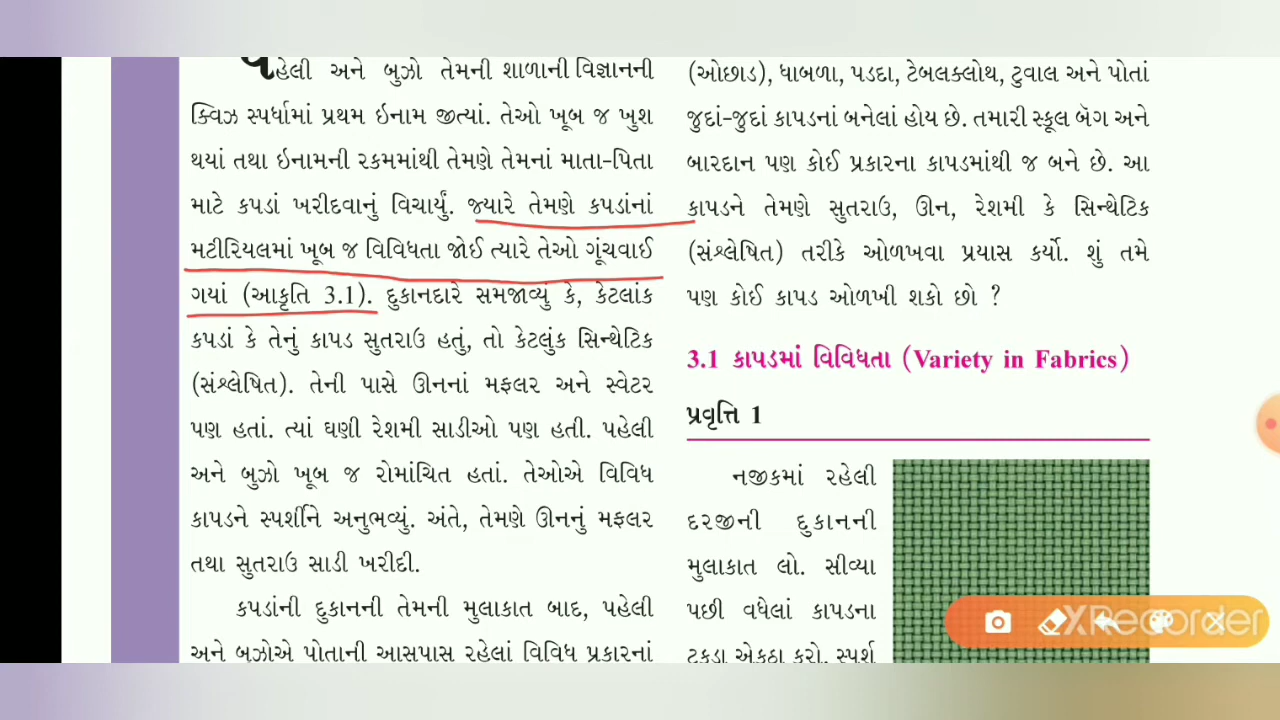 પહેલી અને બુઝો તેમની શાળાની વિજ્ઞાનની
ક્વિઝ સ્પર્ધામાં પ્રથમ ઇનામ જીત્યાં. તેઓ ખૂબ જ ખુશ
થયાં તથા ઇનામની રકમમાંથી તેમણે તેમનાં માતા-પિતા
માટે કપડાં ખરીદવાનું વિચાર્યું. જ્યારે તેમણે કપડાંનાં
મટીરિયલમાં ખૂબ જ વિવિધતા જોઈ ત્યારે તેઓ ગૂંચવાઈ
ગયાં (આકૃતિ 3.1). દુકાનદારે સમજાવ્યું કે, કેટલાંક
કપડાં કે તેનું કાપડ સુતરાઉ હતું, તો કેટલુંક સિન્થેટિક
(સંશ્લેષિત). તેની પાસે ઊનનાં મફલર અને સ્વેટર
પણ હતાં. ત્યાં ઘણી રેશમી સાડીઓ પણ હતી. પહેલી
અને બુઝો ખૂબ જ રોમાંચિત હતાં. તેઓએ વિવિધ
કાપડને સ્પર્શીને અનુભવ્યું. અંતે, તેમણે ઊનનું મફલર
તથા સુતરાઉ સાડી ખરીદી.
કપડાંની દુકાનની તેમની મુલાકાત બાદ, પહેલી
અને બુઝોએ પોતાની આસપાસ રહેલાં વિવિધ પ્રકારનાં
(ઓછાડ), ધાબળા, પડદા, ટેબલક્લોથ, ટુવાલ અને પોતાં
જુદાં-જુદાં કાપડનાં બનેલાં હોય છે. તમારી સ્કૂલ બૅગ અને
બારદાન પણ કોઈ પ્રકારના કાપડમાંથી જ બને છે. આ
કાપડને તેમણે સુતરાઉ, ઊન, રેશમી કે સિન્થેટિક
(સંશ્લેષિત) તરીકે ઓળખવા પ્રયાસ કર્યો. શું તમે
પણ કોઈ કાપડ ઓળખી શકો છો ?
3.1 કાપડમાં વિવિધતા (Variety in Fabrics)
પ્રવૃત્તિ 1
નજીકમાં રહેલી
દરજીની દુકાનની
મુલાકાત લો. સીવ્યા
પછી વધેલાં કાપડના
ટુકડા એકઠા કરો. સ્પર્શ
XRecorder